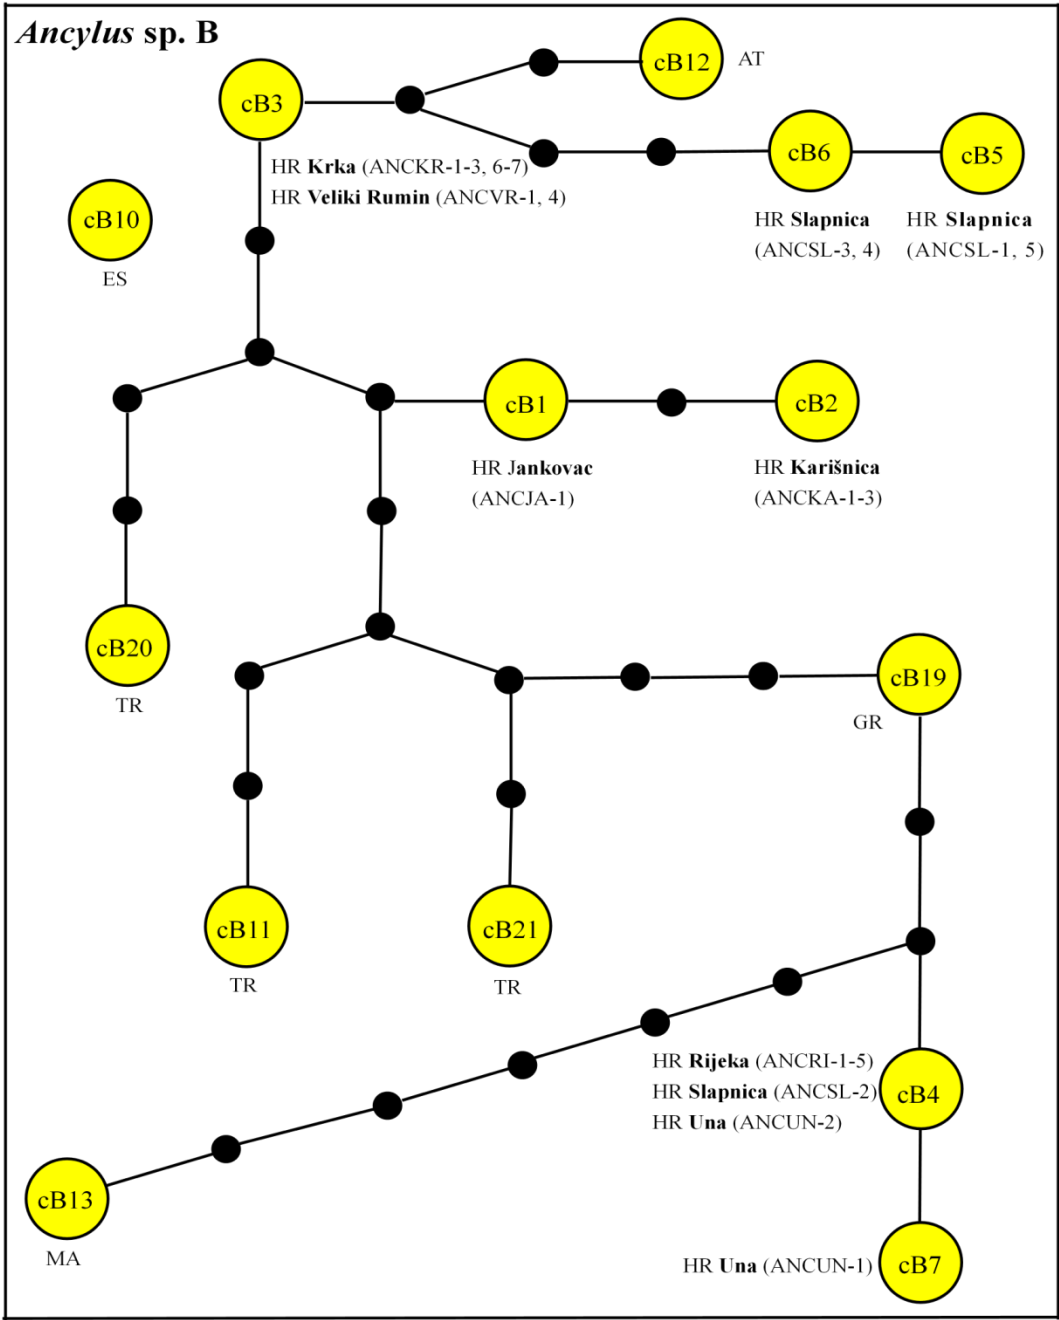 Ancylus sp. B
cB12
AT
cB3
cB6
cB5
HR Krka (ANCKR-1-3, 6-7)
HR Veliki Rumin (ANCVR-1, 4)
cB10
ES
HR Slapnica
(ANCSL-3, 4)
HR Slapnica
(ANCSL-1, 5)
cB1
cB2
HR Jankovac
(ANCJA-1)
HR Karišnica
(ANCKA-1-3)
cB20
TR
cB19
GR
cB11
TR
cB21
TR
HR Rijeka (ANCRI-1-5)
HR Slapnica (ANCSL-2)
HR Una (ANCUN-2)
cB4
cB13
MA
HR Una (ANCUN-1)
cB7